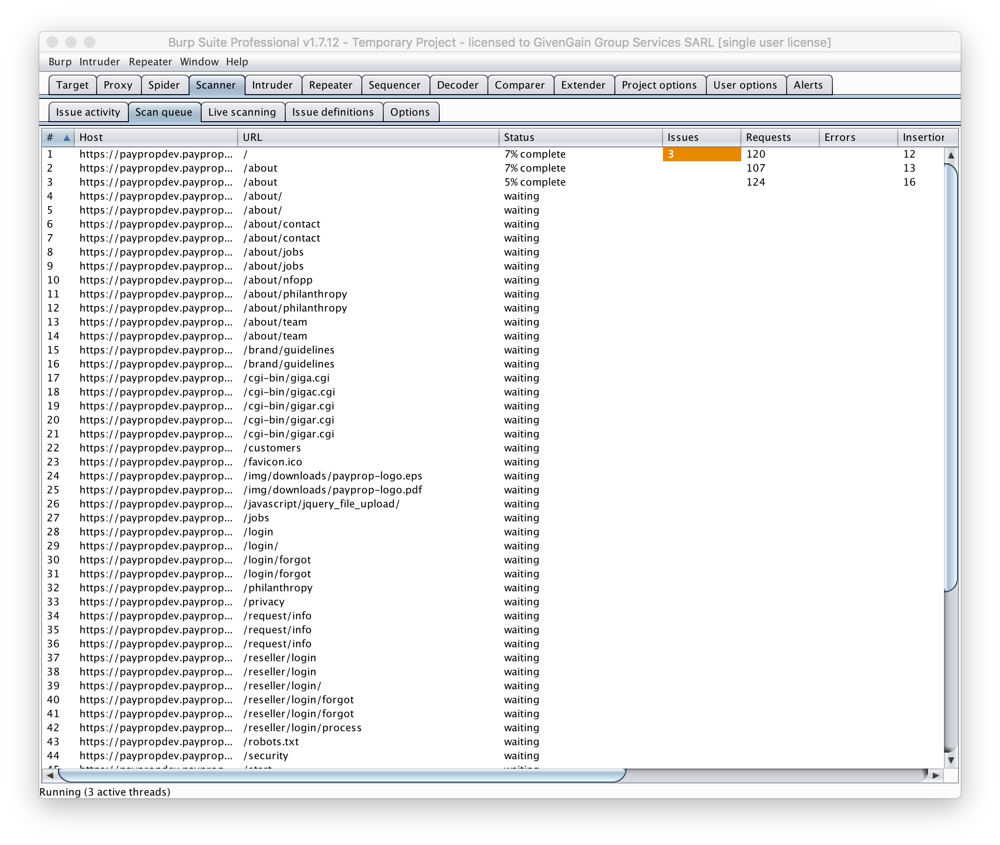 Burp Suite Professional v1.7.12 - Temporary Project - licensed to GivenGain Group Services SARL [single user license]
Burp Intruder Repeater Window Help
Target Proxy Spider Scanner Intruder Repeater Sequencer Decoder Comparer Extender Project options User options Alerts
Issue activity Scan queue Live scanning Issue definitions Options
# Host URL Status Issues Requests Errors Insertion
1 https://paypropdev.payprop... / 7% complete 3 120 12
2 https://paypropdev.payprop... /about 7% complete 107 13
3 https://paypropdev.payprop... /about 5% complete 124 16
4 https://paypropdev.payprop... /about/ waiting
5 https://paypropdev.payprop... /about/ waiting
6 https://paypropdev.payprop... /about/contact waiting
7 https://paypropdev.payprop... /about/contact waiting
8 https://paypropdev.payprop... /about/jobs waiting
9 https://paypropdev.payprop... /about/jobs waiting
10 https://paypropdev.payprop... /about/nfopp waiting
11 https://paypropdev.payprop... /about/philanthropy waiting
12 https://paypropdev.payprop... /about/philanthropy waiting
13 https://paypropdev.payprop... /about/team waiting
14 https://paypropdev.payprop... /about/team waiting
15 https://paypropdev.payprop... /brand/guidelines waiting
16 https://paypropdev.payprop... /brand/guidelines waiting
17 https://paypropdev.payprop... /cgi-bin/giga.cgi waiting
18 https://paypropdev.payprop... /cgi-bin/gigac.cgi waiting
19 https://paypropdev.payprop... /cgi-bin/gigar.cgi waiting
20 https://paypropdev.payprop... /cgi-bin/gigar.cgi waiting
21 https://paypropdev.payprop... /cgi-bin/gigar.cgi waiting
22 https://paypropdev.payprop... /customers waiting
23 https://paypropdev.payprop... /favicon.ico waiting
24 https://paypropdev.payprop... /img/downloads/payprop-logo.eps waiting
25 https://paypropdev.payprop... /img/downloads/payprop-logo.pdf waiting
26 https://paypropdev.payprop... /javascript/jquery_file_upload/ waiting
27 https://paypropdev.payprop... /jobs waiting
28 https://paypropdev.payprop... /login waiting
29 https://paypropdev.payprop... /login/ waiting
30 https://paypropdev.payprop... /login/forgot waiting
31 https://paypropdev.payprop... /login/forgot waiting
32 https://paypropdev.payprop... /philanthropy waiting
33 https://paypropdev.payprop... /privacy waiting
34 https://paypropdev.payprop... /request/info waiting
35 https://paypropdev.payprop... /request/info waiting
36 https://paypropdev.payprop... /request/info waiting
37 https://paypropdev.payprop... /reseller/login waiting
38 https://paypropdev.payprop... /reseller/login waiting
39 https://paypropdev.payprop... /reseller/login/ waiting
40 https://paypropdev.payprop... /reseller/login/forgot waiting
41 https://paypropdev.payprop... /reseller/login/forgot waiting
42 https://paypropdev.payprop... /reseller/login/process waiting
43 https://paypropdev.payprop... /robots.txt waiting
44 https://paypropdev.payprop... /security waiting
Running (3 active threads)